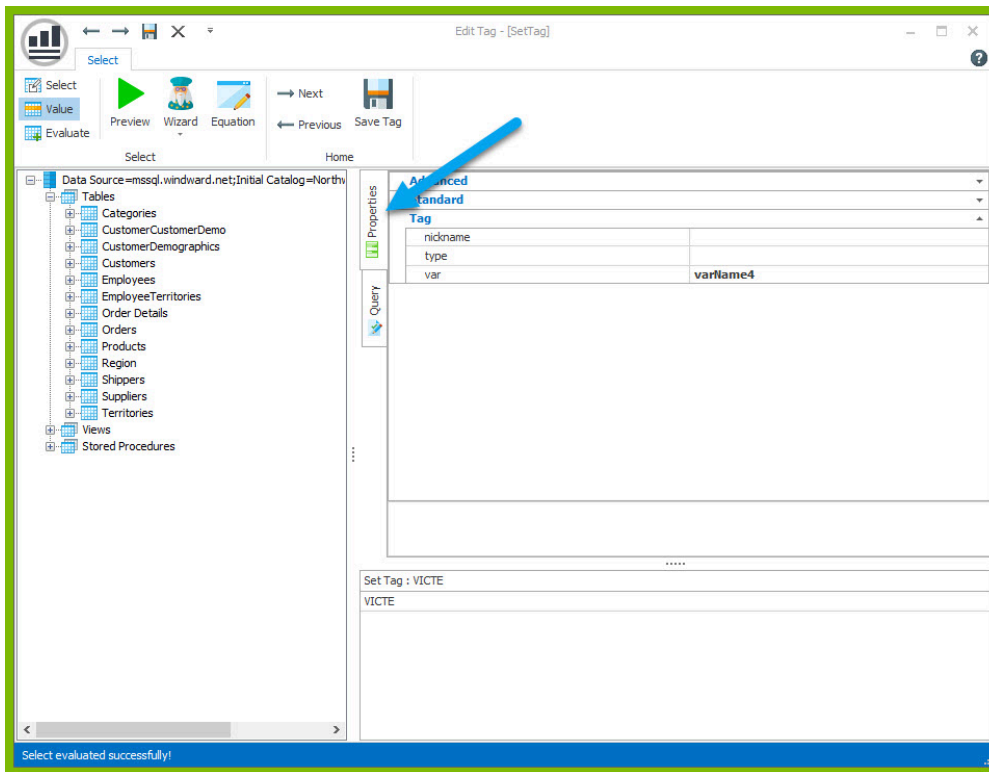 Edit Tag - [SetTag]
Select
Select
Value
Evaluate
Preview
Wizard
Equation
Next
Previous
Save Tag
Select
Home
Data Source=mssql.windward.net;Initial Catalog=Northw
Tables
Categories
CustomerCustomerDemo
CustomerDemographics
Customers
Employees
EmployeeTerritories
Order Details
Orders
Products
Region
Shippers
Suppliers
Territories
Views
Stored Procedures
Properties
Query
Advanced
Standard
Tag
nickname
type
var varName4
Set Tag : VICTE
VICTE
Select evaluated successfully!